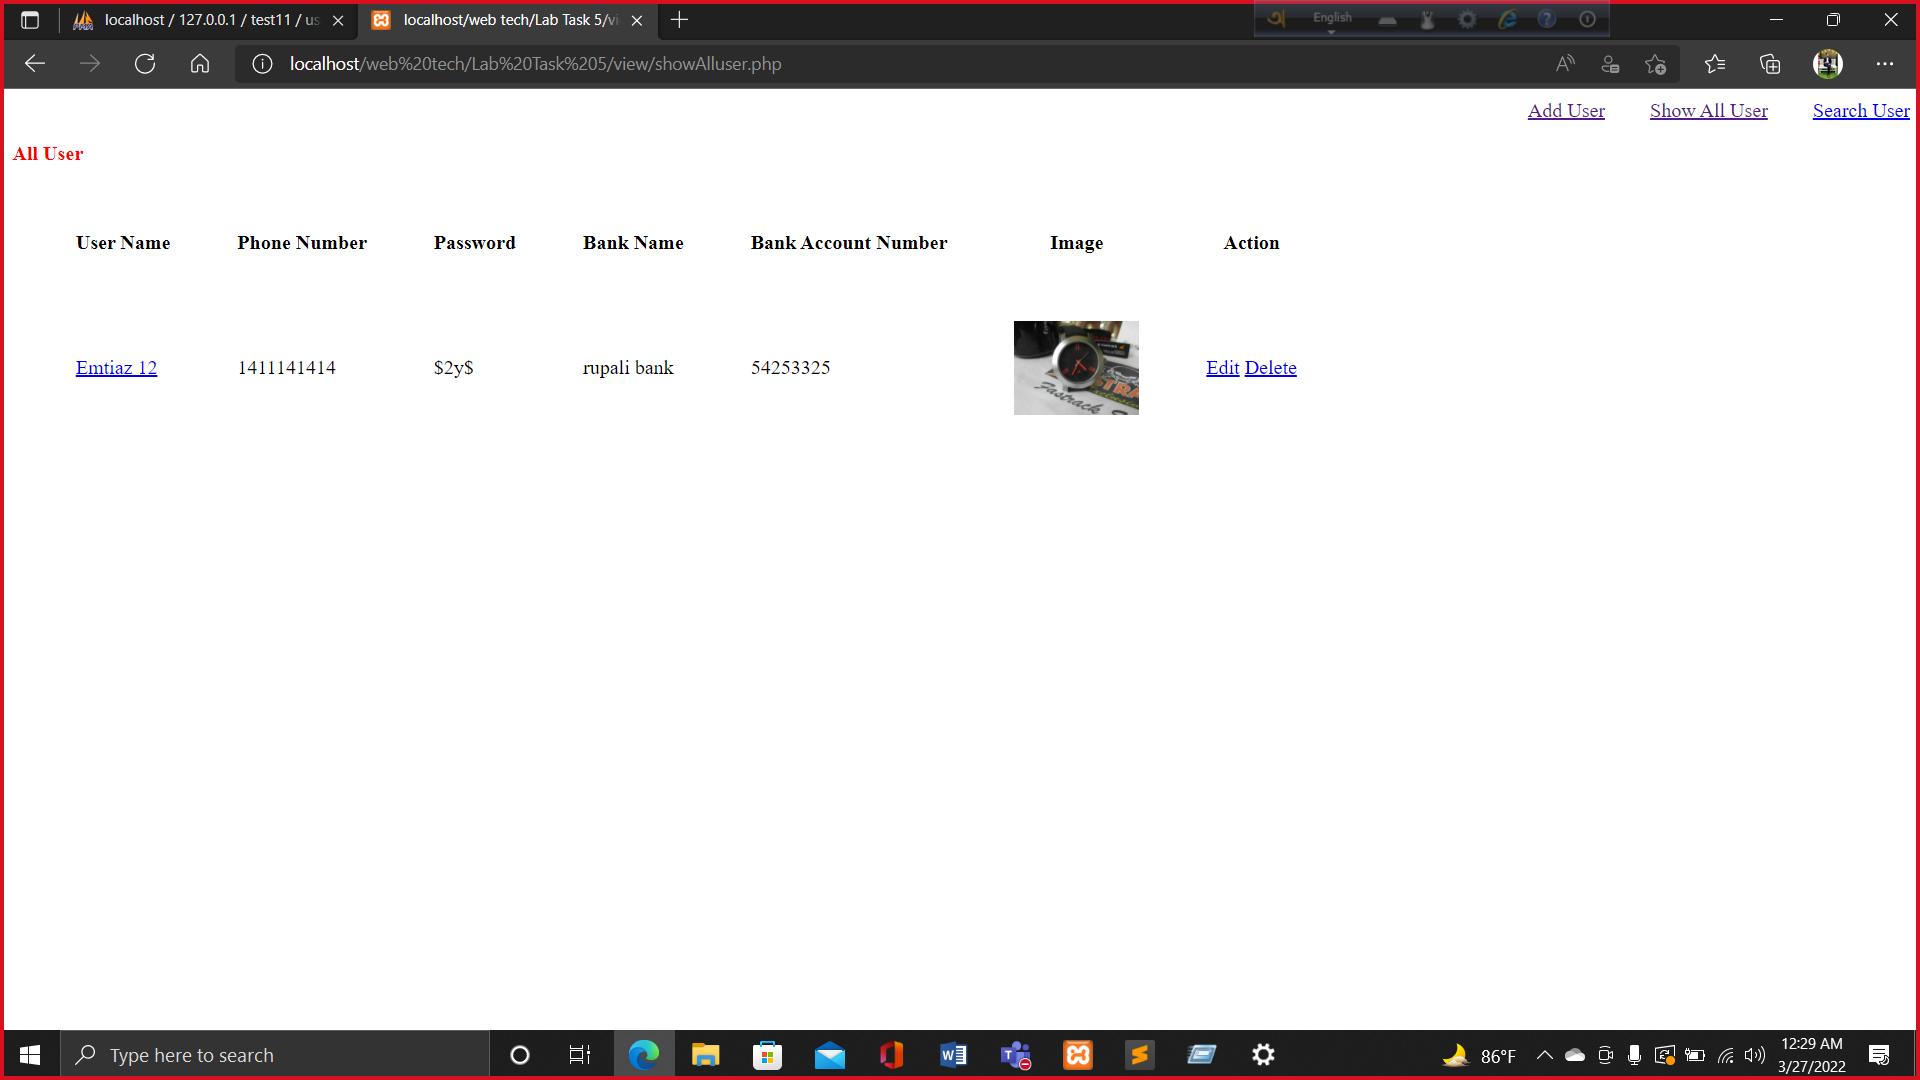 localhost / 127.0.0.1 / test11 / us
localhost/web tech/Lab Task 5/vi
English
localhost/web%20tech/Lab%20Task%205/view/showAlluser.php
Add User Show All User Search User
All User
User Name Phone Number Password Bank Name Bank Account Number Image Action
Emtiaz 12 1411141414 $2y$ rupali bank 54253325 Edit Delete
Fastrack
Type here to search
86°F
12:29 AM
3/27/2022